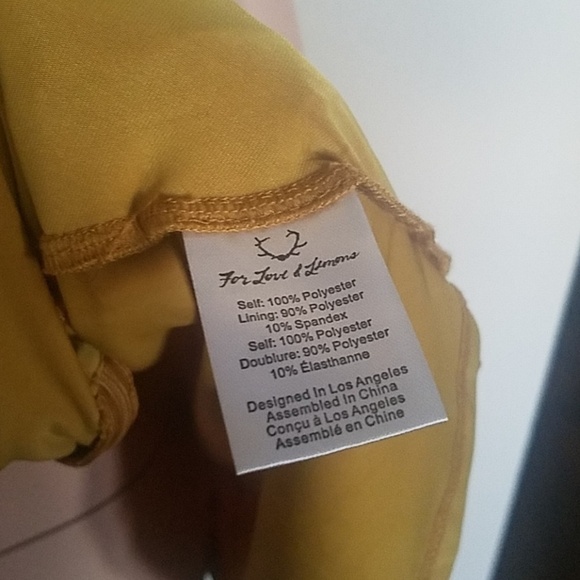 For Love & Lemons
Self: 100% Polyester
Lining: 90% Polyester
10% Spandex
Self: 100% Polyester
Doublure: 90% Polyester
10% Élasthanne
Designed In Los Angeles
Assembled In China
Conçu à Los Angeles
Assemblé en Chine